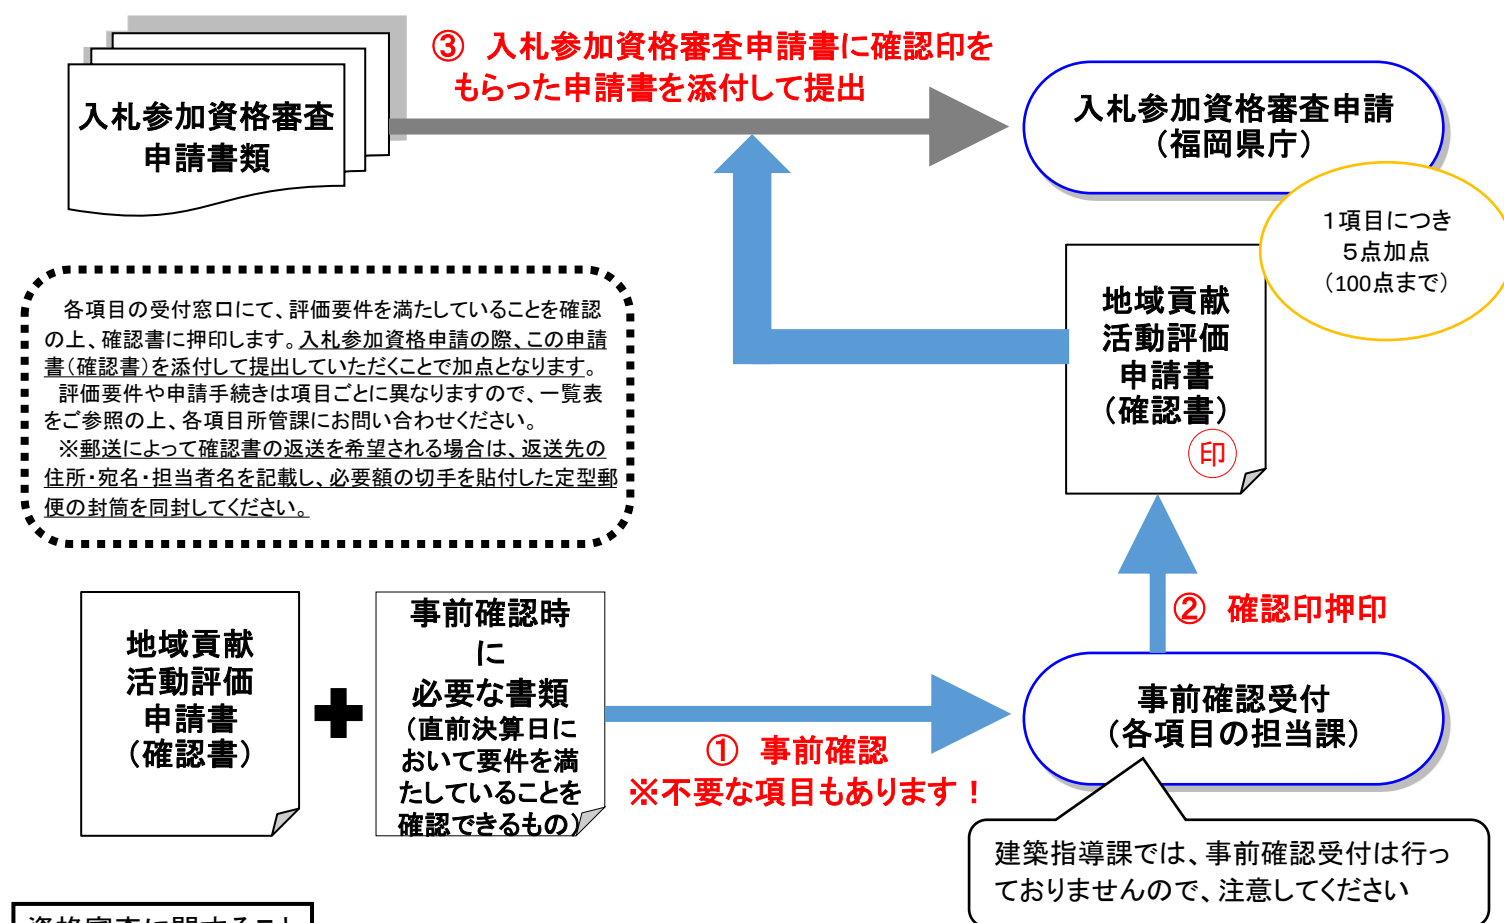 ③ 入札参加資格審査申請書に確認印を
もらった申請書を添付して提出
入札参加資格審査
申請書類
入札参加資格審査申請
（福岡県庁）
１項目につき
５点加点
（100点まで）
各項目の受付窓口にて、評価要件を満たしていることを確認
の上、確認書に押印します。入札参加資格申請の際、この申請
書（確認書）を添付して提出していただくことで加点となります。
評価要件や申請手続きは項目ごとに異なりますので、一覧表
をご参照の上、各項目所管課にお問い合わせください。
※郵送によって確認書の返送を希望される場合は、返送先の
住所・宛名・担当者名を記載し、必要額の切手を貼付した定型郵
便の封筒を同封してください。
地域貢献
活動評価
申請書
（確認書）
印
② 確認印押印
地域貢献
活動評価
申請書
（確認書）
事前確認時
に
必要な書類
（直前決算日に
おいて要件を満
たしていることを
確認できるもの）
① 事前確認
※不要な項目もあります！
事前確認受付
（各項目の担当課）
建築指導課では、事前確認受付は行っ
ておりませんので、注意してください
資格審査に関すること